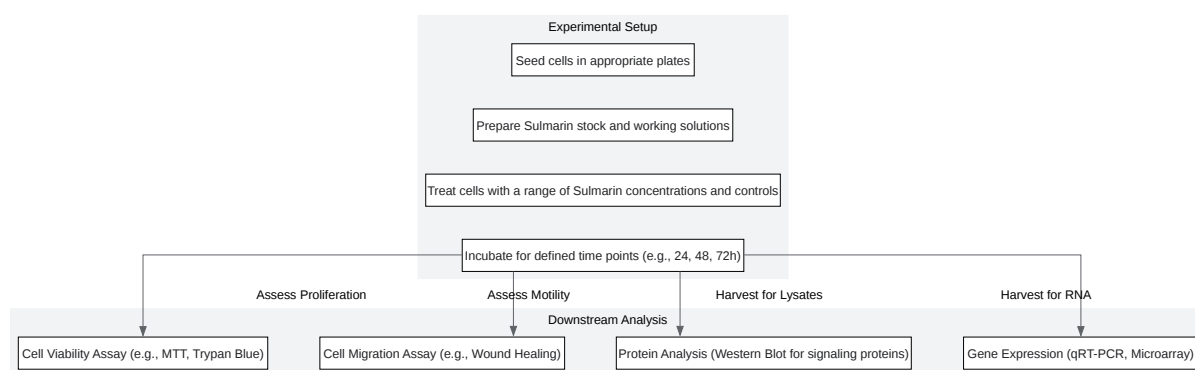 Experimental Setup
Seed cells in appropriate plates
Prepare Sulmarin stock and working solutions
Treat cells with a range of Sulmarin concentrations and controls
Incubate for defined time points (e.g., 24, 48, 72h)
Assess Proliferation
Assess Motility
Harvest for Lysates
Harvest for RNA
Downstream Analysis
Cell Viability Assay (e.g., MTT, Trypan Blue)
Cell Migration Assay (e.g., Wound Healing)
Protein Analysis (Western Blot for signaling proteins)
Gene Expression (qRT-PCR, Microarray)